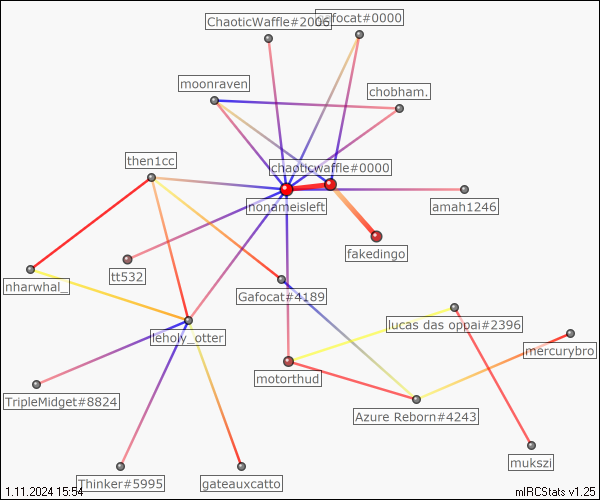 ChaoticWaffle#2006
gafocat#0000
moonraven
chobham.
then1cc
chaoticwaffle#0000
nonameisleft
amah1246
fakedingo
tt532
nharwhal_
Gafocat#4189
lucas das oppai#2396
leholy_otter
mercurybro
motorthud
TripleMidget#8824
Azure Reborn#4243
mukszi
Thinker#5995
gateauxcatto
1.11.2024 15:54
mIRCStats v1.25